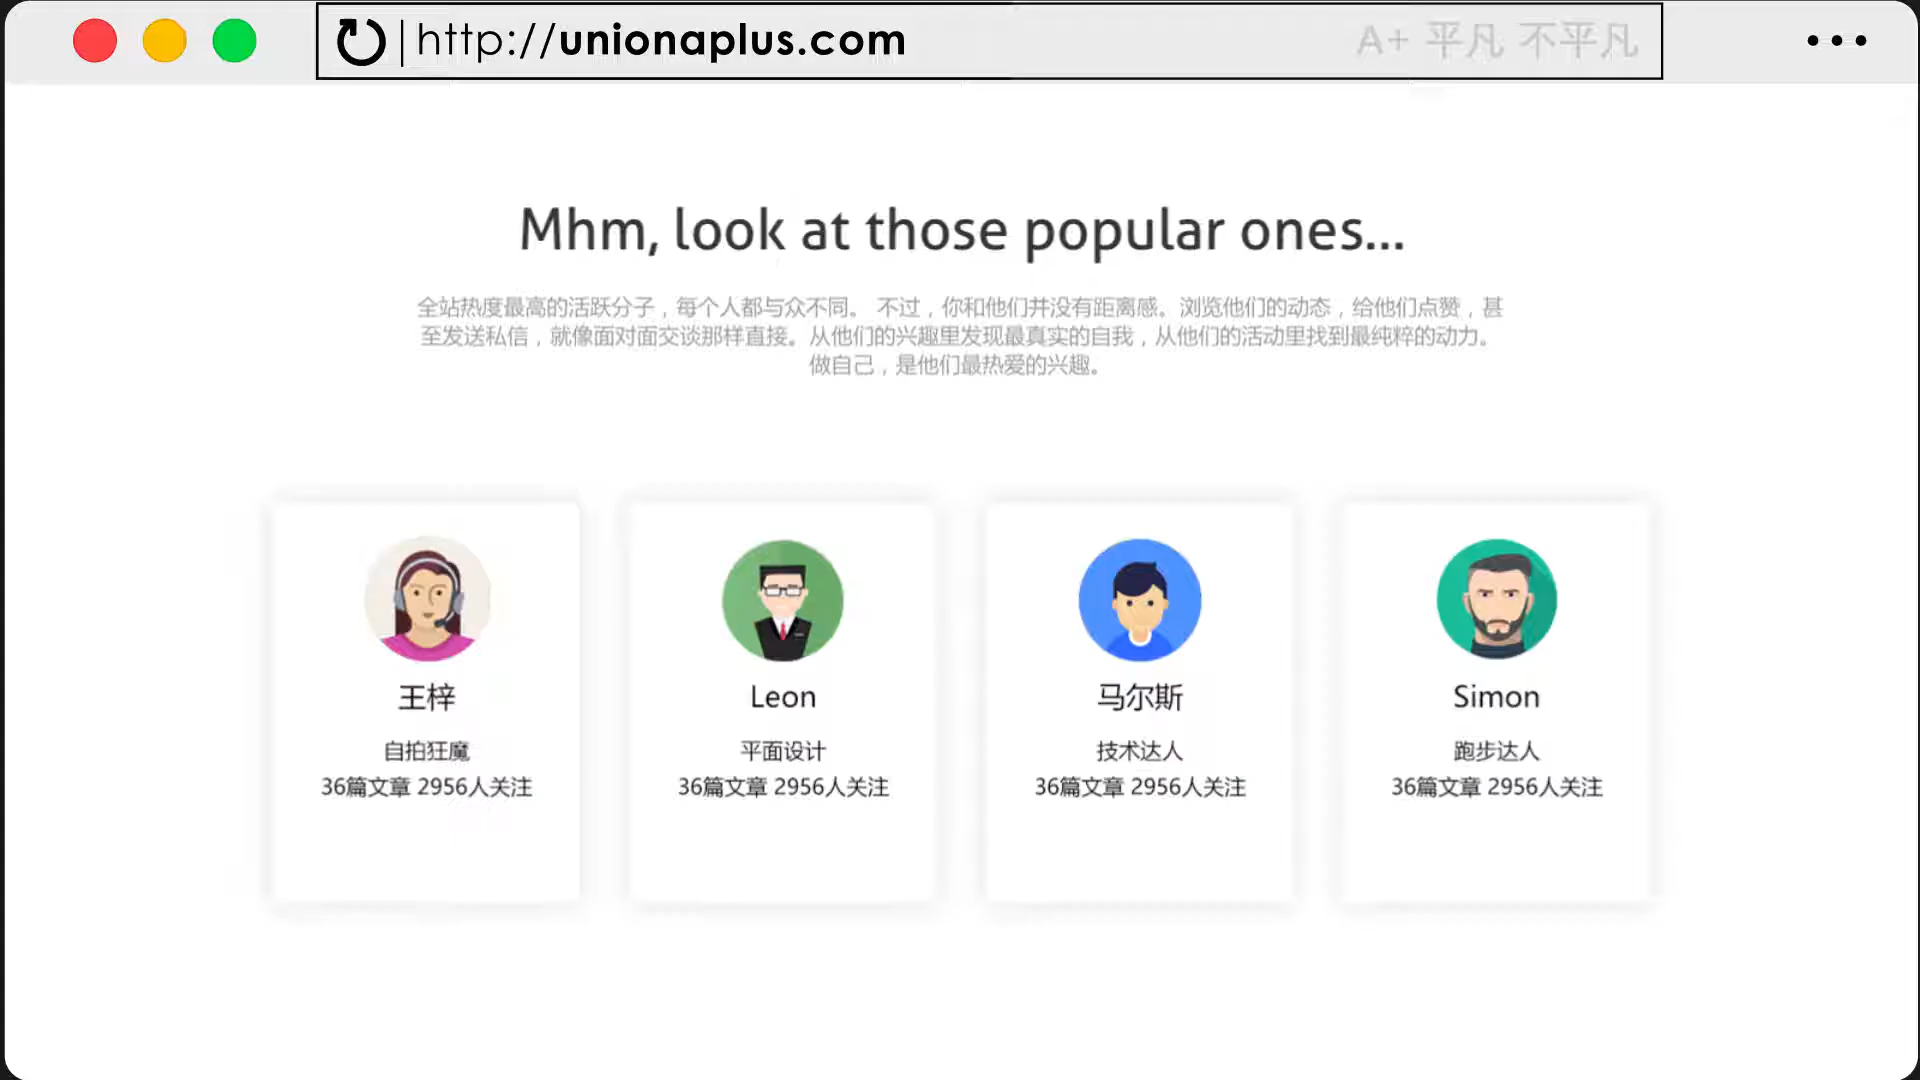 http://unionaplus.com
A+ 平凡 不平凡
Mhm, look at those popular ones...
全站热度最高的活跃分子，每个人都与众不同。 不过，你和他们并没有距离感。浏览他们的动态，给他们点赞，甚
至发送私信，就像面对面交谈那样直接。从他们的兴趣里发现最真实的自我，从他们的活动里找到最纯粹的动力。
做自己，是他们最热爱的兴趣。
王梓
自拍狂魔
36篇文章 2956人关注
Leon
平面设计
36篇文章 2956人关注
马尔斯
技术达人
36篇文章 2956人关注
Simon
跑步达人
36篇文章 2956人关注